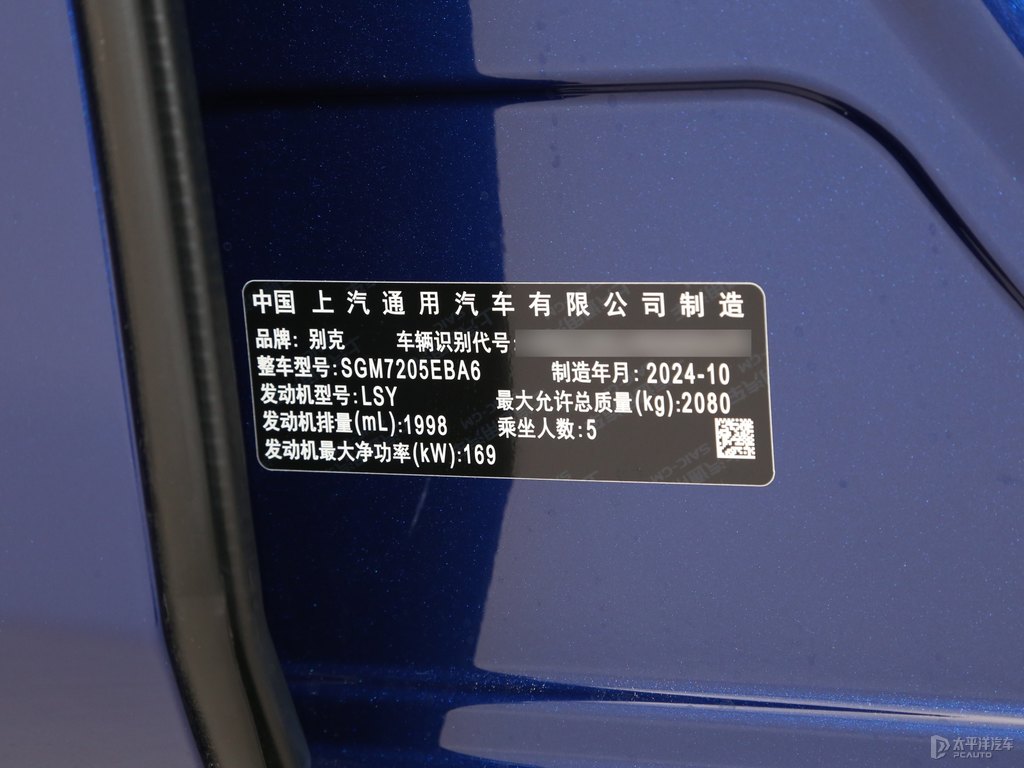 中国 上汽通用汽车有限公司制造
品牌: 别克 车辆识别代号:
整车型号:SGM7205EBA6 制造年月: 2024-10
发动机型号:LSY 最大允许总质量(kg):2080
发动机排量(mL):1998 乘坐人数:5
发动机最大净功率(kW):169
太平洋汽车
PCAUTO